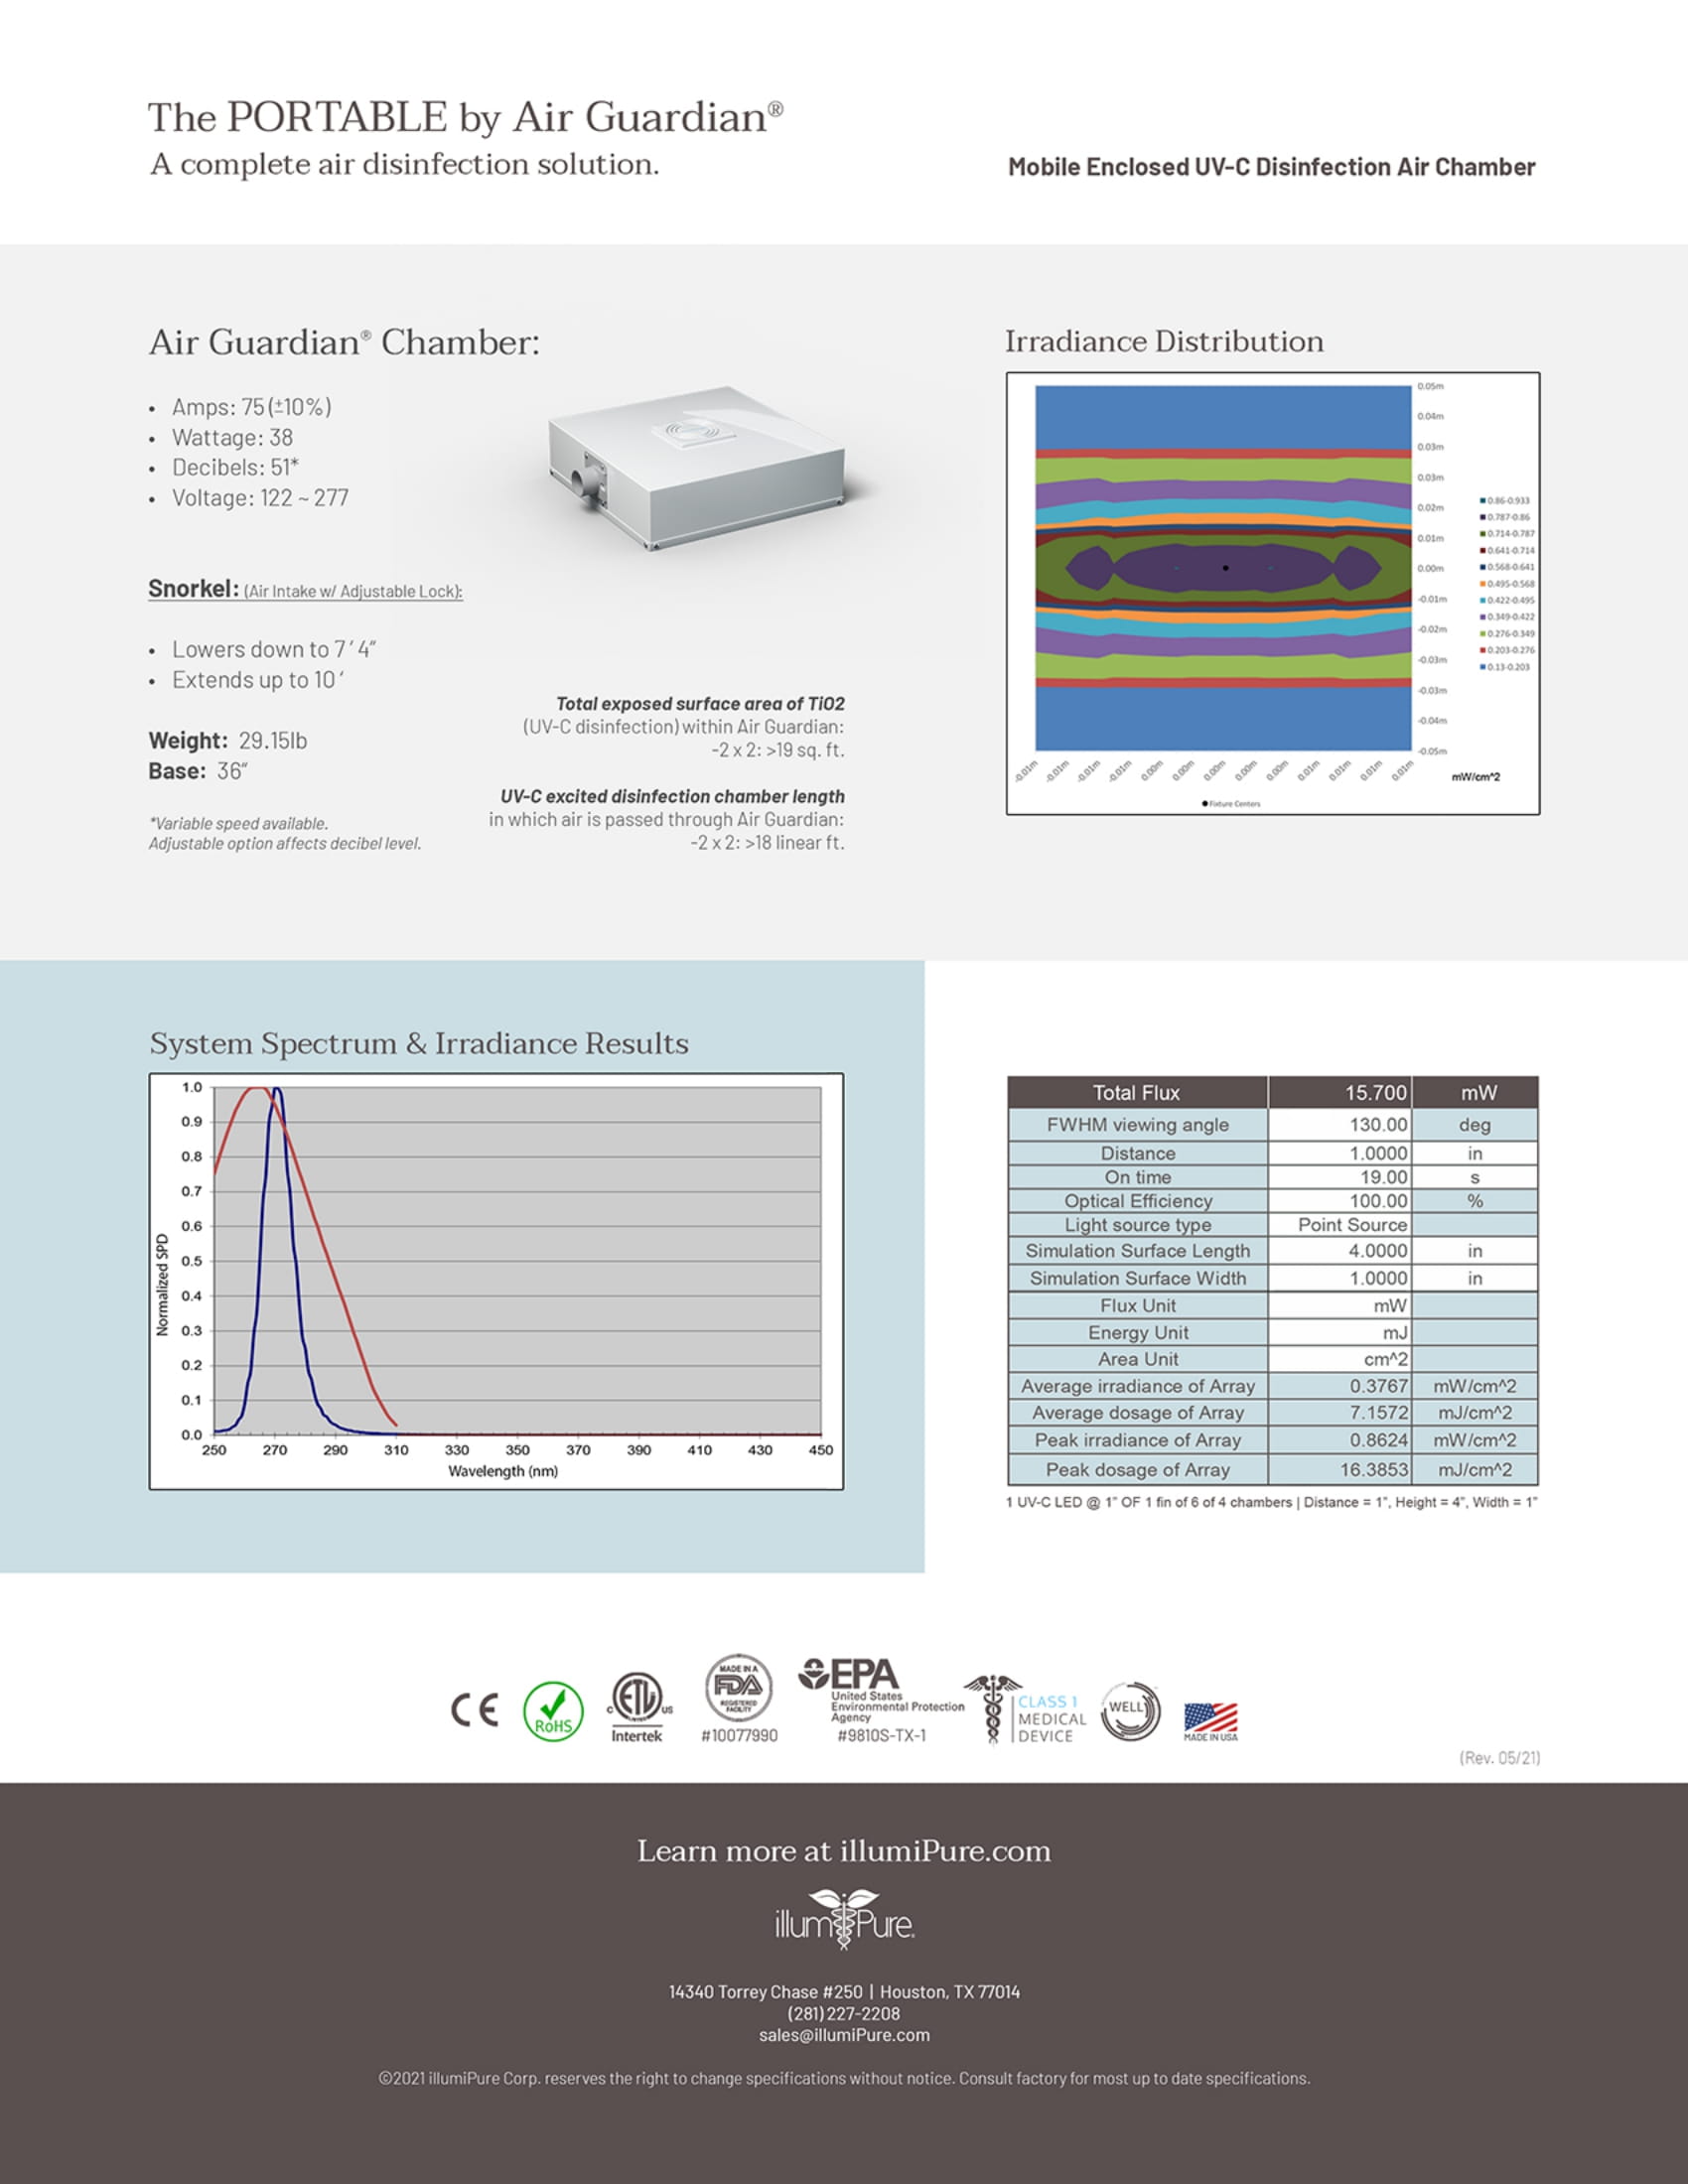 The PORTABLE by Air Guardian®
A complete air disinfection solution.
Mobile Enclosed UV-C Disinfection Air Chamber
Air Guardian® Chamber:
• Amps: 75 (±10%)
• Wattage: 38
• Decibels: 51*
• Voltage: 122 ~ 277
Snorkel: (Air Intake w/ Adjustable Lock):
• Lowers down to 7′ 4″
• Extends up to 10′
Weight: 29.15lb
Base: 36″
*Variable speed available.
Adjustable option affects decibel level.
Total exposed surface area of TiO2
(UV-C disinfection) within Air Guardian:
-2 x 2: >19 sq. ft.
UV-C excited disinfection chamber length
in which air is passed through Air Guardian:
-2 x 2: >18 linear ft.
Irradiance Distribution
0.05m
0.04m
0.03m
0.03m
0.02m
0.01m
0.00m
-0.01m
-0.02m
-0.03m
-0.03m
-0.04m
-0.05m
0.86-0.933
0.787-0.86
0.714-0.787
0.641-0.714
0.568-0.641
0.495-0.568
0.422-0.495
0.349-0.422
0.276-0.349
0.203-0.276
0.13-0.203
-0.01m -0.01m -0.01m -0.01m 0.00m 0.00m 0.00m 0.00m 0.00m 0.01m 0.01m 0.01m 0.01m
mW/cm^2
Fixture Centers
System Spectrum & Irradiance Results
Normalized SPD
1.0
0.9
0.8
0.7
0.6
0.5
0.4
0.3
0.2
0.1
0.0
250 270 290 310 330 350 370 390 410 430 450
Wavelength (nm)
Total Flux 15.700 mW
FWHM viewing angle 130.00 deg
Distance 1.0000 in
On time 19.00 s
Optical Efficiency 100.00 %
Light source type Point Source
Simulation Surface Length 4.0000 in
Simulation Surface Width 1.0000 in
Flux Unit mW
Energy Unit mJ
Area Unit cm^2
Average irradiance of Array 0.3767 mW/cm^2
Average dosage of Array 7.1572 mJ/cm^2
Peak irradiance of Array 0.8624 mW/cm^2
Peak dosage of Array 16.3853 mJ/cm^2
1 UV-C LED @ 1" OF 1 fin of 6 of 4 chambers | Distance = 1", Height = 4", Width = 1"
CE
RoHS
c ETL us
Intertek
MADE IN A
FDA
REGISTERED
FACILITY
#10077990
EPA
United States
Environmental Protection
Agency
#9810S-TX-1
CLASS 1
MEDICAL
DEVICE
WELL
MADE IN USA
(Rev. 05/21)
Learn more at illumiPure.com
illumiPure®
14340 Torrey Chase #250 | Houston, TX 77014
(281) 227-2208
sales@illumiPure.com
©2021 illumiPure Corp. reserves the right to change specifications without notice. Consult factory for most up to date specifications.